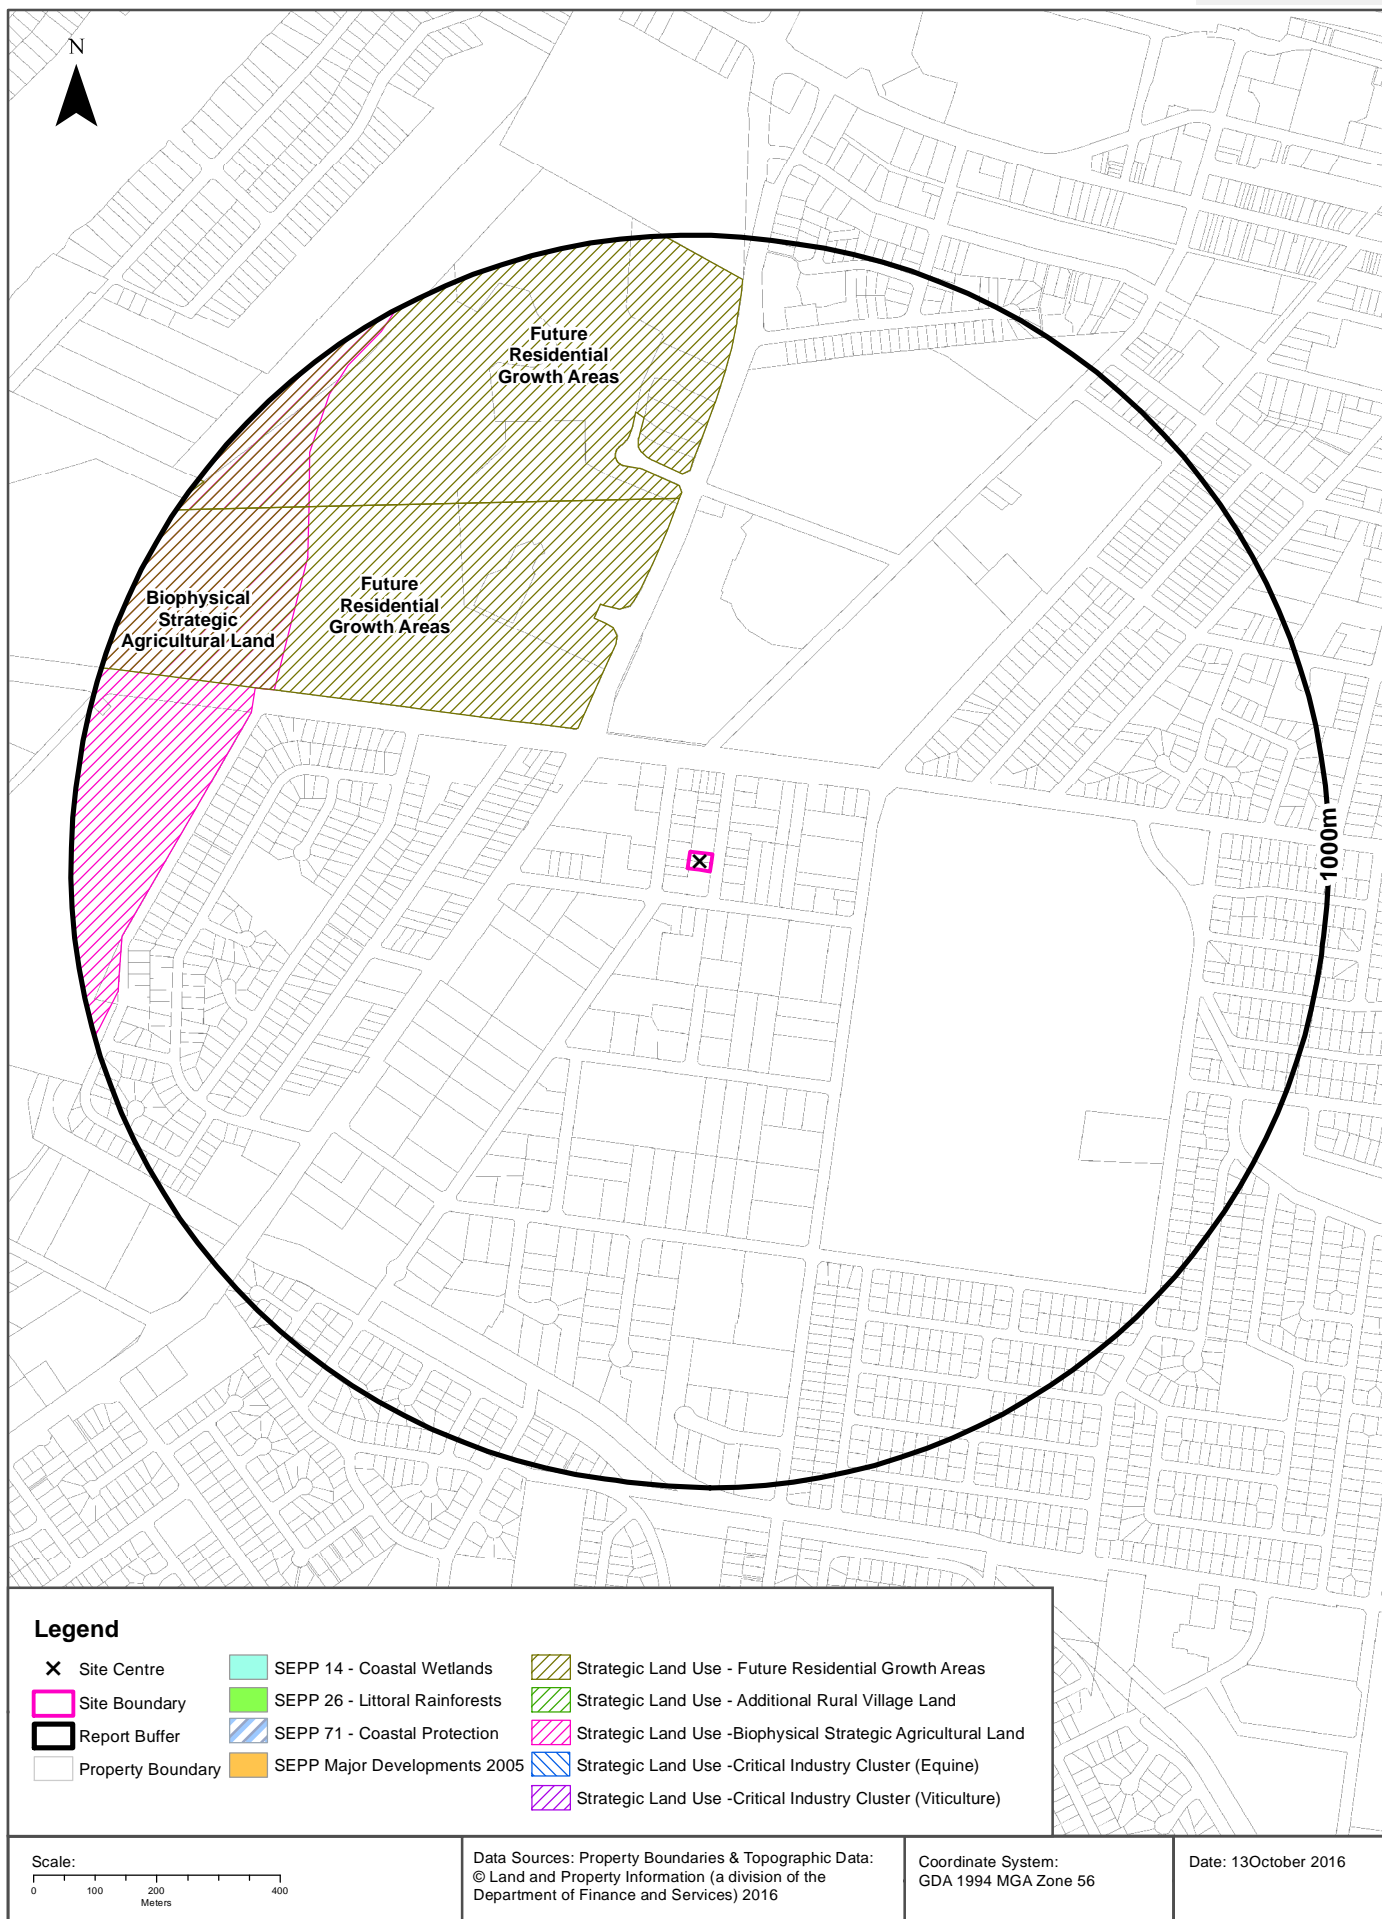 N
Future
Residential
Growth Areas
Biophysical
Strategic
Agricultural Land
Future
Residential
Growth Areas
1000m
Legend
Site Centre
Site Boundary
Report Buffer
Property Boundary
SEPP 14 - Coastal Wetlands
SEPP 26 - Littoral Rainforests
SEPP 71 - Coastal Protection
SEPP Major Developments 2005
Strategic Land Use - Future Residential Growth Areas
Strategic Land Use - Additional Rural Village Land
Strategic Land Use -Biophysical Strategic Agricultural Land
Strategic Land Use -Critical Industry Cluster (Equine)
Strategic Land Use -Critical Industry Cluster (Viticulture)
Scale:
0 100 200 400
Meters
Data Sources: Property Boundaries & Topographic Data:
© Land and Property Information (a division of the
Department of Finance and Services) 2016
Coordinate System:
GDA 1994 MGA Zone 56
Date: 13October 2016